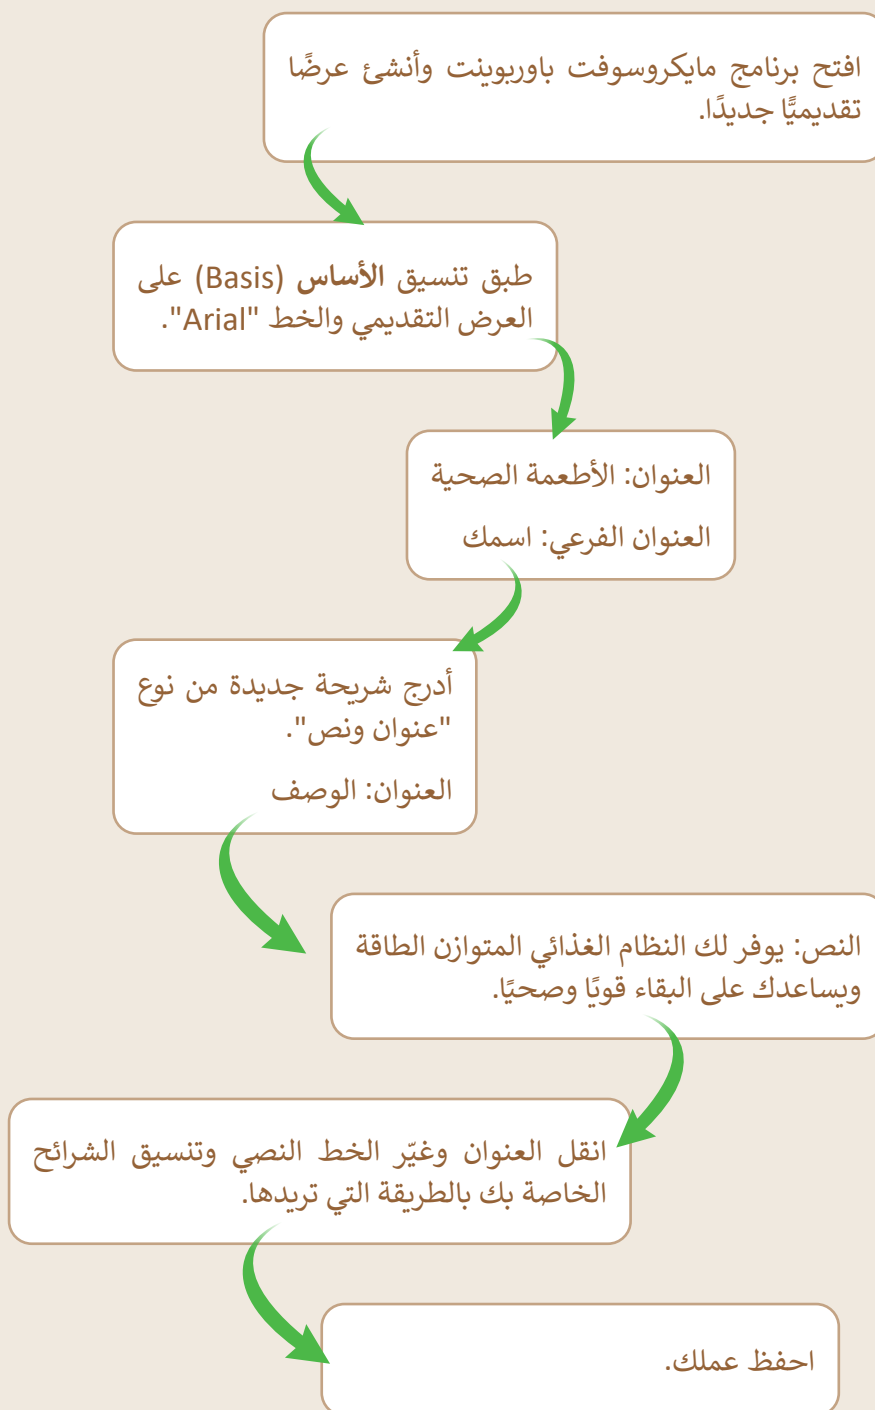 افتح برنامج مايكروسوفت باوربوينت وأنشئ عرضًا
تقديميًّا جديدًا.
طبق تنسيق الأساس (Basis) على
العرض التقديمي والخط "Arial".
العنوان: الأطعمة الصحية
العنوان الفرعي: اسمك
أدرج شريحة جديدة من نوع
"عنوان ونص".
العنوان: الوصف
النص: يوفر لك النظام الغذائي المتوازن الطاقة
ويساعدك على البقاء قويًا وصحيًا.
انقل العنوان وغيّر الخط النصي وتنسيق الشرائح
الخاصة بك بالطريقة التي تريدها.
احفظ عملك.